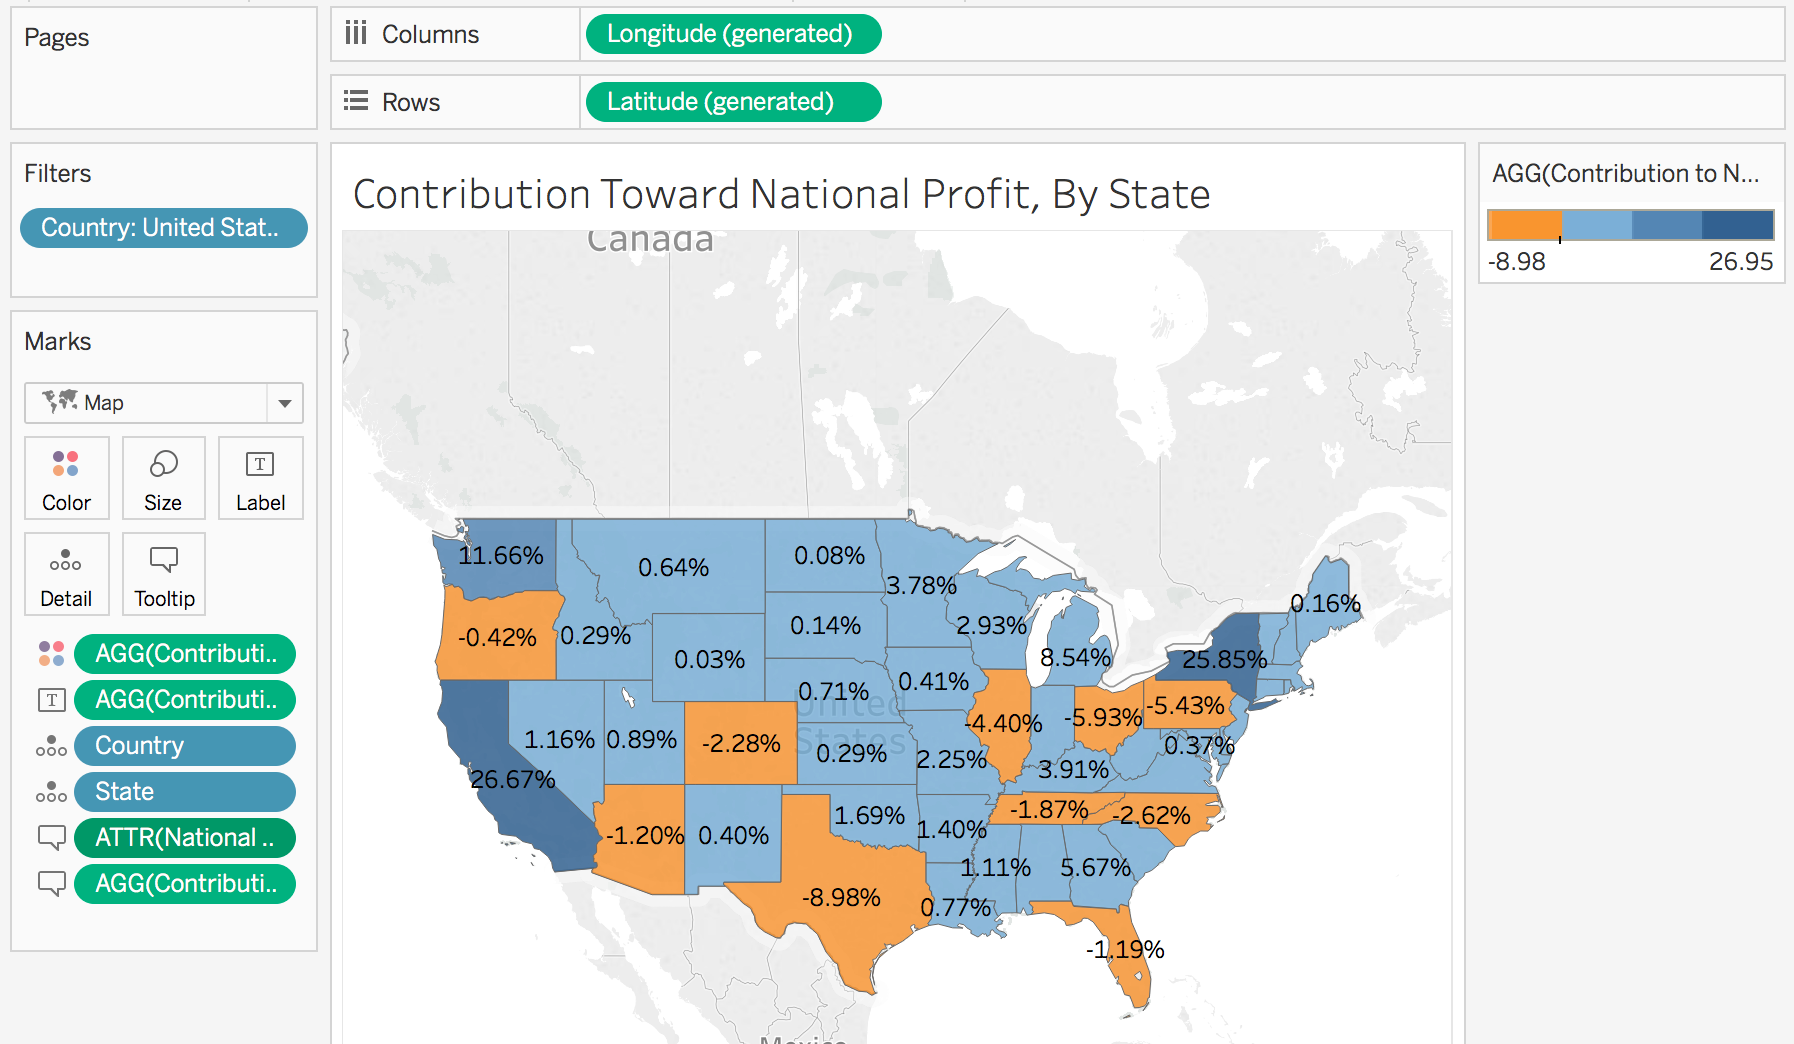 Pages
Columns
Longitude (generated)
Rows
Latitude (generated)
Filters
Country: United Stat..
Marks
Map
Color
Size
Label
Detail
Tooltip
AGG(Contributi..
T
AGG(Contributi..
Country
State
ATTR(National ..
AGG(Contributi..
Contribution Toward National Profit, By State
Canada
11.66%
0.64%
0.08%
3.78%
0.16%
-0.42%
0.29%
0.14%
2.93%
0.03%
8.54%
25.85%
0.71%
0.41%
United
States
-4.40%
-5.93%
-5.43%
1.16%
0.89%
-2.28%
0.29%
2.25%
0.37%
26.67%
3.91%
-1.87%
-2.62%
-1.20%
0.40%
1.69%
1.40%
1.11%
5.67%
-8.98%
0.77%
-1.19%
Mexico
AGG(Contribution to N...
-8.98
26.95